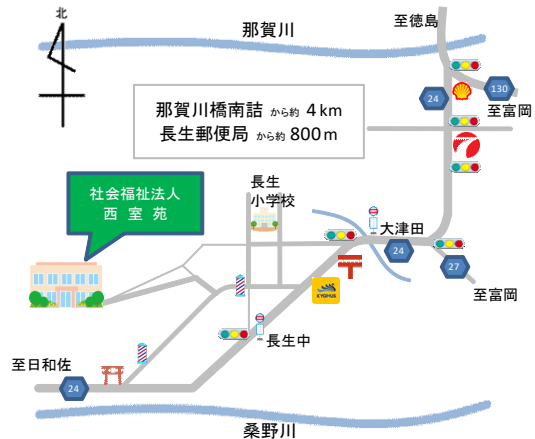 北
那賀川
至徳島
130
24
至富岡
那賀川橋南詰 から約 4km
長生郵便局 から約 800m
社会福祉法人
西室苑
長生
小学校
大津田
24
27
至富岡
KYGNUS
長生中
至日和佐
24
桑野川